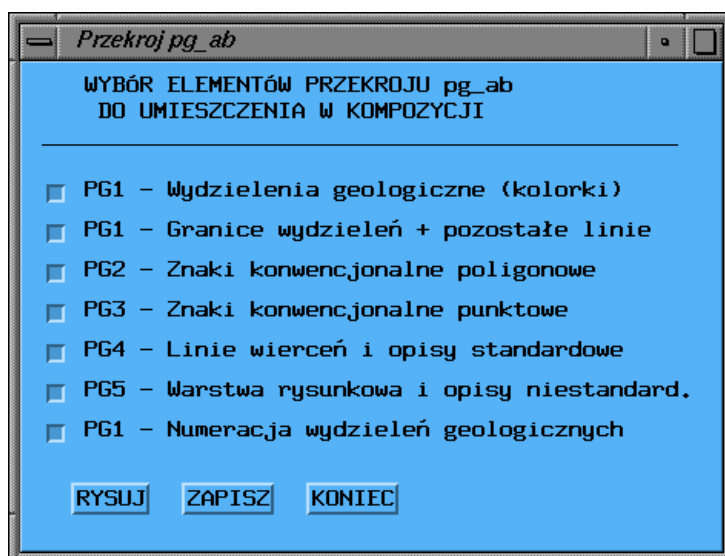 Przekroj pg_ab
WYBÓR ELEMENTÓW PRZEKROJU pg_ab
DO UMIESZCZENIA W KOMPOZYCJI
PG1 - Wydzielenia geologiczne (kolorki)
PG1 - Granice wydzieleń + pozostałe linie
PG2 - Znaki konwencjonalne poligonowe
PG3 - Znaki konwencjonalne punktowe
PG4 - Linie wierceń i opisy standardowe
PG5 - Warstwa rysunkowa i opisy niestandard.
PG1 - Numeracja wydzieleń geologicznych
RYSUJ ZAPISZ KONIEC